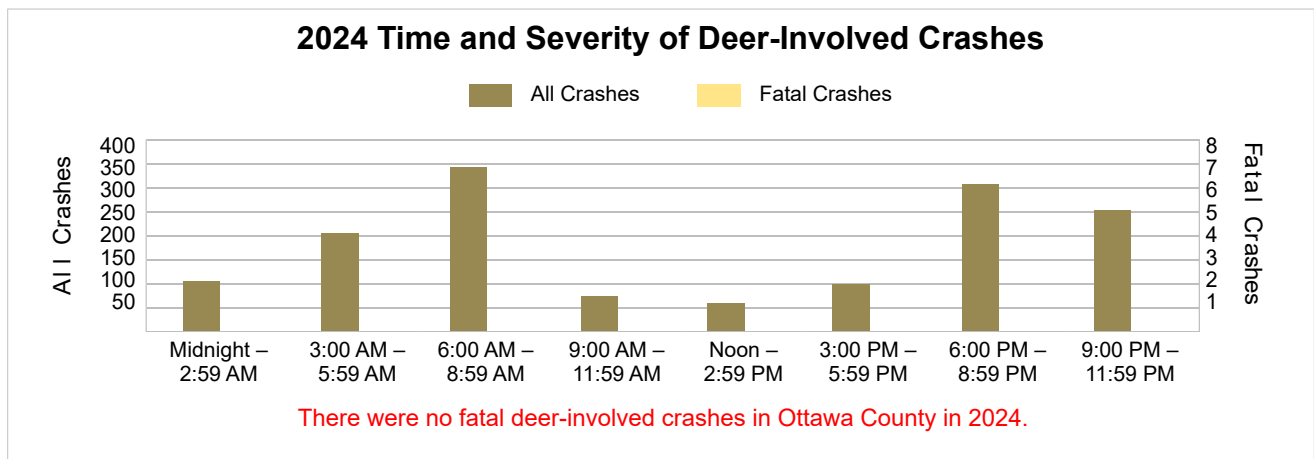 2024 Time and Severity of Deer-Involved Crashes
All Crashes
Fatal Crashes
All Crashes
400
350
300
250
200
150
100
50
8
7
6
5
4
3
2
1
Fatal Crashes
Midnight –
2:59 AM
3:00 AM –
5:59 AM
6:00 AM –
8:59 AM
9:00 AM –
11:59 AM
Noon –
2:59 PM
3:00 PM –
5:59 PM
6:00 PM –
8:59 PM
9:00 PM –
11:59 PM
There were no fatal deer-involved crashes in Ottawa County in 2024.